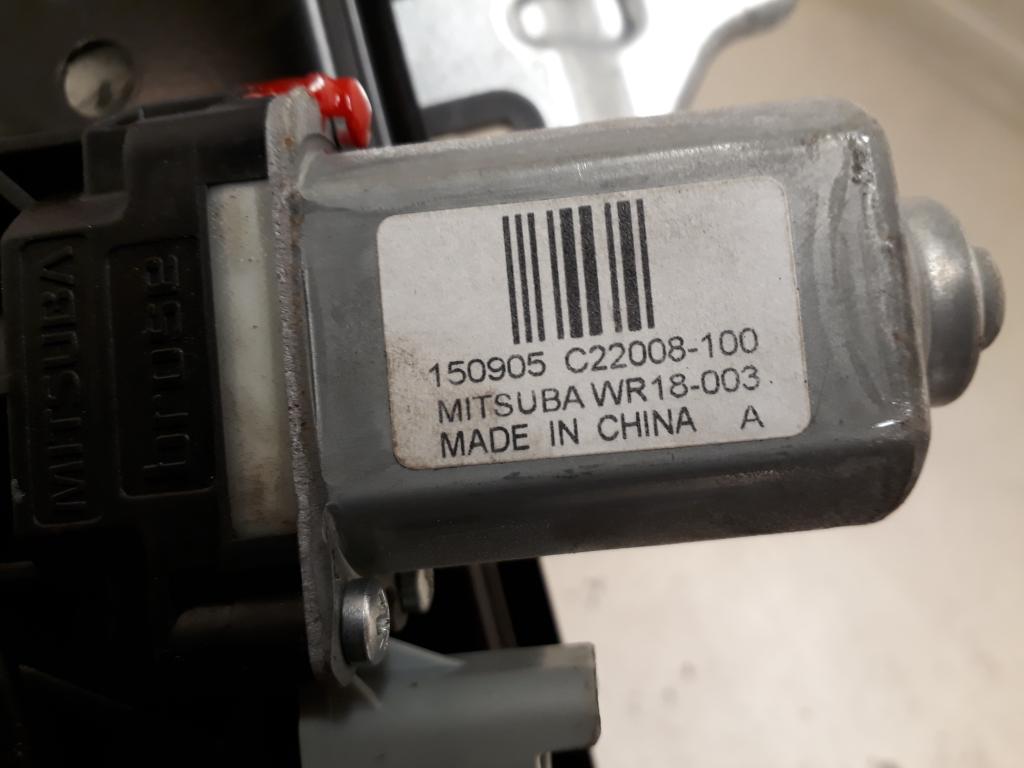 MITSUBA
brose
150905 C22008-100
MITSUBA WR18-003
MADE IN CHINA A